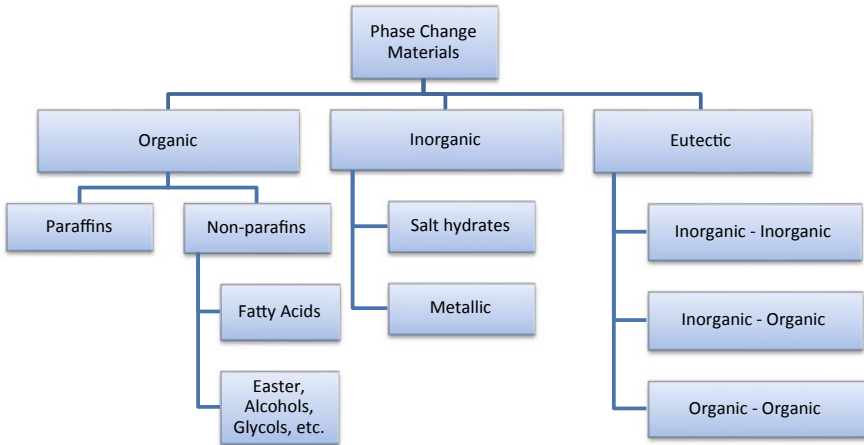 Phase Change
Materials
Organic
Inorganic
Eutectic
Paraffins
Non-parafins
Salt hydrates
Inorganic - Inorganic
Fatty Acids
Metallic
Inorganic - Organic
Easter,
Alcohols,
Glycols, etc.
Organic - Organic